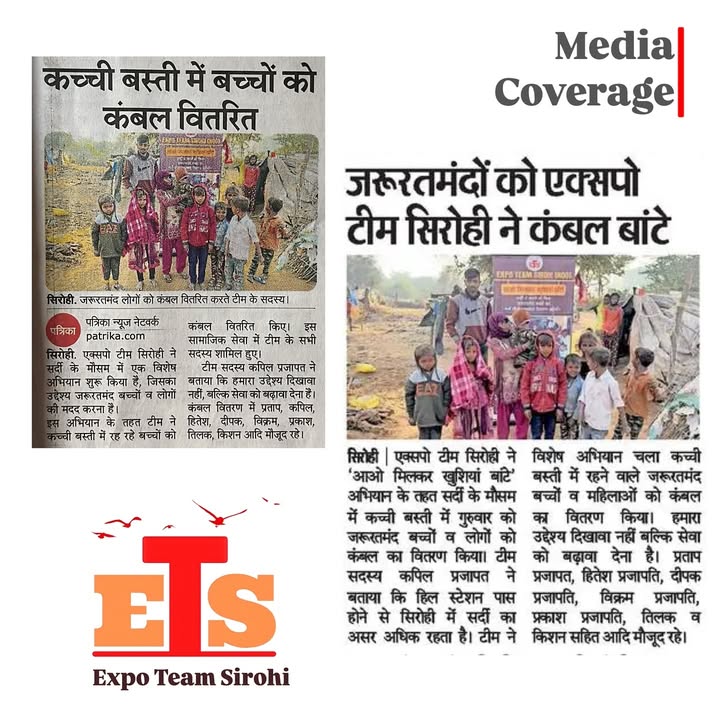 Media
Coverage
कच्ची बस्ती में बच्चों को
कंबल वितरित
EXPO TEAM SIROHI
सिरोही. जरूरतमंद लोगों को कंबल वितरित करते टीम के सदस्य।
पत्रिका
पत्रिका न्यूज नेटवर्क
patrika.com
सिरोही. एक्सपो टीम सिरोही ने
सर्दी के मौसम में एक विशेष
अभियान शुरू किया है, जिसका
उद्देश्य जरूरतमंद बच्चों व लोगों
की मदद करना है।
इस अभियान के तहत टीम ने
कच्ची बस्ती में रह रहे बच्चों को
कंबल वितरित किए। इस
सामाजिक सेवा में टीम के सभी
सदस्य शामिल हुए।
टीम सदस्य कपिल प्रजापत ने
बताया कि हमारा उद्देश्य दिखावा
नहीं, बल्कि सेवा को बढ़ावा देना है।
कंबल वितरण में प्रताप, कपिल,
हितेश, दीपक, विक्रम, प्रकाश,
तिलक, किशन आदि मौजूद रहे।
जरूरतमंदों को एक्सपो
टीम सिरोही ने कंबल बांटे
EXPO TEAM SIROHI
सिरोही | एक्सपो टीम सिरोही ने
'आओ मिलकर खुशियां बांटे'
अभियान के तहत सर्दी के मौसम
में कच्ची बस्ती में गुरुवार को
जरूरतमंद बच्चों व लोगों को
कंबल का वितरण किया। टीम
सदस्य कपिल प्रजापत ने
बताया कि हिल स्टेशन पास
होने से सिरोही में सर्दी का
असर अधिक रहता है। टीम ने
विशेष अभियान चला कच्ची
बस्ती में रहने वाले जरूरतमंद
बच्चों व महिलाओं को कंबल
का वितरण किया। हमारा
उद्देश्य दिखावा नहीं बल्कि सेवा
को बढ़ावा देना है। प्रताप
प्रजापत, हितेश प्रजापति, दीपक
प्रजापति, विक्रम प्रजापति,
प्रकाश प्रजापति, तिलक व
किशन सहित आदि मौजूद रहे।
ETS
Expo Team Sirohi